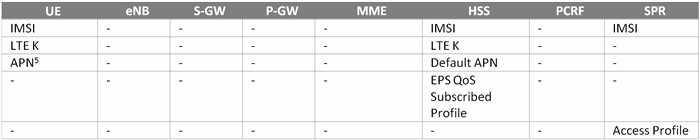 UE eNB S-GW P-GW MME HSS PCRF SPR
IMSI - - - - IMSI - IMSI
LTE K - - - - LTE K - -
APN⁵ - - - - Default APN - -
- - - - - EPS QoS - -
Subscribed
Profile
- - - - - - - Access Profile